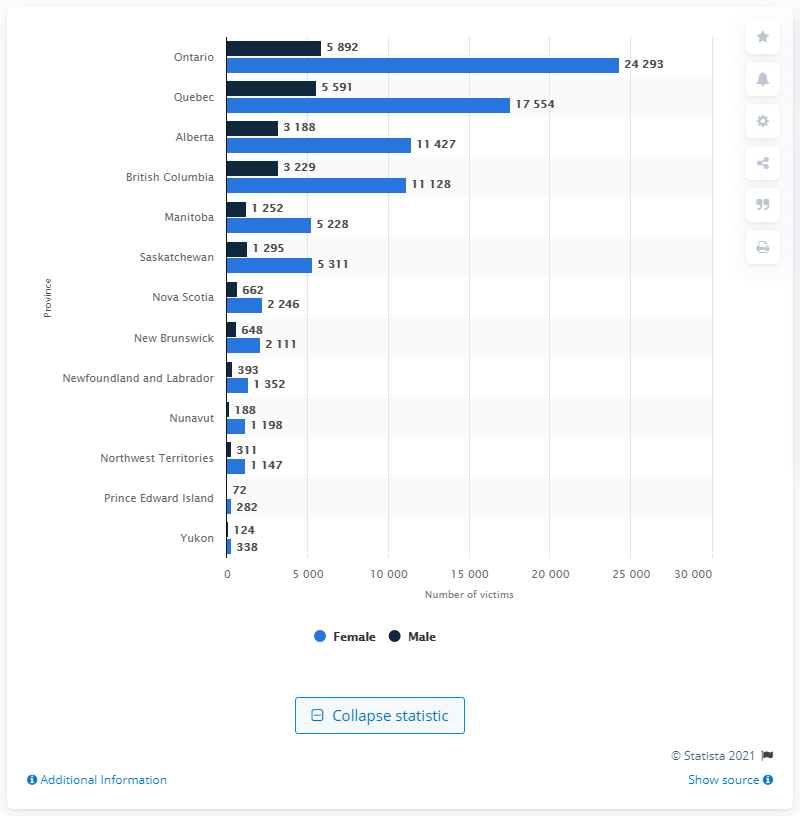 Ontario
5 892
24 293
Quebec
5 591
17 554
Alberta
3 188
11 427
British Columbia
3 229
11 128
Manitoba
1 252
5 228
Saskatchewan
1 295
5 311
Nova Scotia
662
2 246
New Brunswick
648
2 111
Newfoundland and Labrador
393
1 352
Nunavut
188
1 198
Northwest Territories
311
1 147
Prince Edward Island
72
282
Yukon
124
338
Province
0 5 000 10 000 15 000 20 000 25 000 30 000
Number of victims
Female Male
Collapse statistic
© Statista 2021
Additional Information Show source